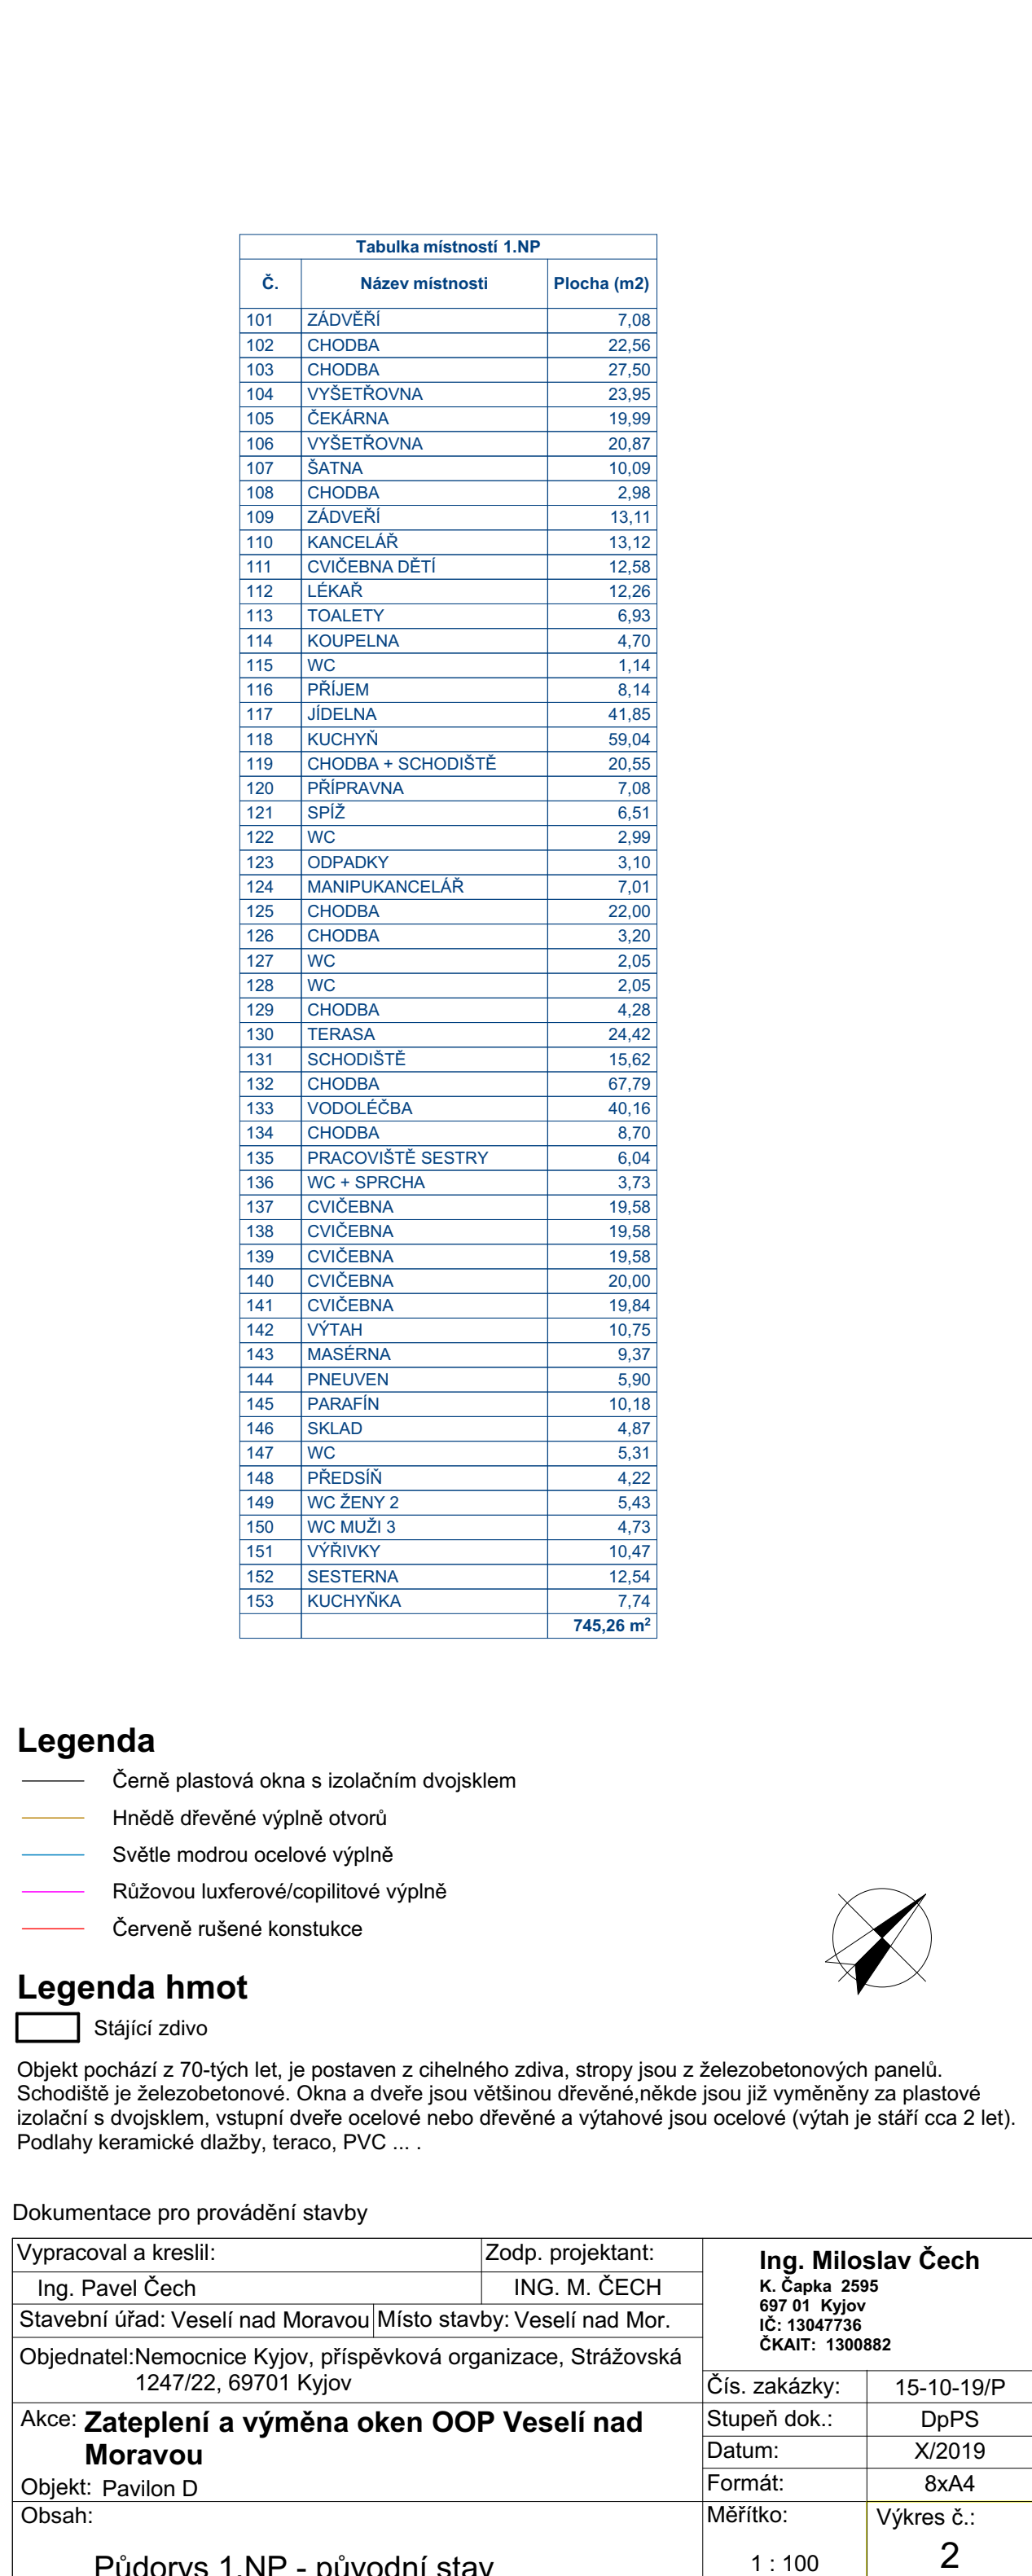 Tabulka místností 1.NP
Č. Název místnosti Plocha (m2)
101 ZÁDVĚŘÍ 7,08
102 CHODBA 22,56
103 CHODBA 27,50
104 VYŠETŘOVNA 23,95
105 ČEKÁRNA 19,99
106 VYŠETŘOVNA 20,87
107 ŠATNA 10,09
108 CHODBA 2,98
109 ZÁDVEŘÍ 13,11
110 KANCELÁŘ 13,12
111 CVIČEBNA DĚTÍ 12,58
112 LÉKAŘ 12,26
113 TOALETY 6,93
114 KOUPELNA 4,70
115 WC 1,14
116 PŘÍJEM 8,14
117 JÍDELNA 41,85
118 KUCHYŇ 59,04
119 CHODBA + SCHODIŠTĚ 20,55
120 PŘÍPRAVNA 7,08
121 SPÍŽ 6,51
122 WC 2,99
123 ODPADKY 3,10
124 MANIPUKANCELÁŘ 7,01
125 CHODBA 22,00
126 CHODBA 3,20
127 WC 2,05
128 WC 2,05
129 CHODBA 4,28
130 TERASA 24,42
131 SCHODIŠTĚ 15,62
132 CHODBA 67,79
133 VODOLÉČBA 40,16
134 CHODBA 8,70
135 PRACOVIŠTĚ SESTRY 6,04
136 WC + SPRCHA 3,73
137 CVIČEBNA 19,58
138 CVIČEBNA 19,58
139 CVIČEBNA 19,58
140 CVIČEBNA 20,00
141 CVIČEBNA 19,84
142 VÝTAH 10,75
143 MASÉRNA 9,37
144 PNEUVEN 5,90
145 PARAFÍN 10,18
146 SKLAD 4,87
147 WC 5,31
148 PŘEDSÍŇ 4,22
149 WC ŽENY 2 5,43
150 WC MUŽI 3 4,73
151 VÝŘIVKY 10,47
152 SESTERNA 12,54
153 KUCHYŇKA 7,74
745,26 m²
Legenda
Černě plastová okna s izolačním dvojsklem
Hnědě dřevěné výplně otvorů
Světle modrou ocelové výplně
Růžovou luxferové/copilitové výplně
Červeně rušené konstukce
Legenda hmot
Stájící zdivo
Objekt pochází z 70-tých let, je postaven z cihelného zdiva, stropy jsou z železobetonových panelů.
Schodiště je železobetonové. Okna a dveře jsou většinou dřevěné,někde jsou již vyměněny za plastové
izolační s dvojsklem, vstupní dveře ocelové nebo dřevěné a výtahové jsou ocelové (výtah je stáří cca 2 let).
Podlahy keramické dlažby, teraco, PVC ... .
Dokumentace pro provádění stavby
Vypracoval a kreslil: Zodp. projektant:
Ing. Pavel Čech ING. M. ČECH
Ing. Miloslav Čech
K. Čapka 2595
697 01 Kyjov
IČ: 13047736
ČKAIT: 1300882
Stavební úřad: Veselí nad Moravou Místo stavby: Veselí nad Mor.
Objednatel:Nemocnice Kyjov, příspěvková organizace, Strážovská
1247/22, 69701 Kyjov
Čís. zakázky: 15-10-19/P
Akce: Zateplení a výměna oken OOP Veselí nad
Moravou
Stupeň dok.: DpPS
Datum: X/2019
Objekt: Pavilon D
Formát: 8xA4
Obsah:
Půdorys 1.NP - původní stav
Měřítko:
1 : 100
Výkres č.:
2